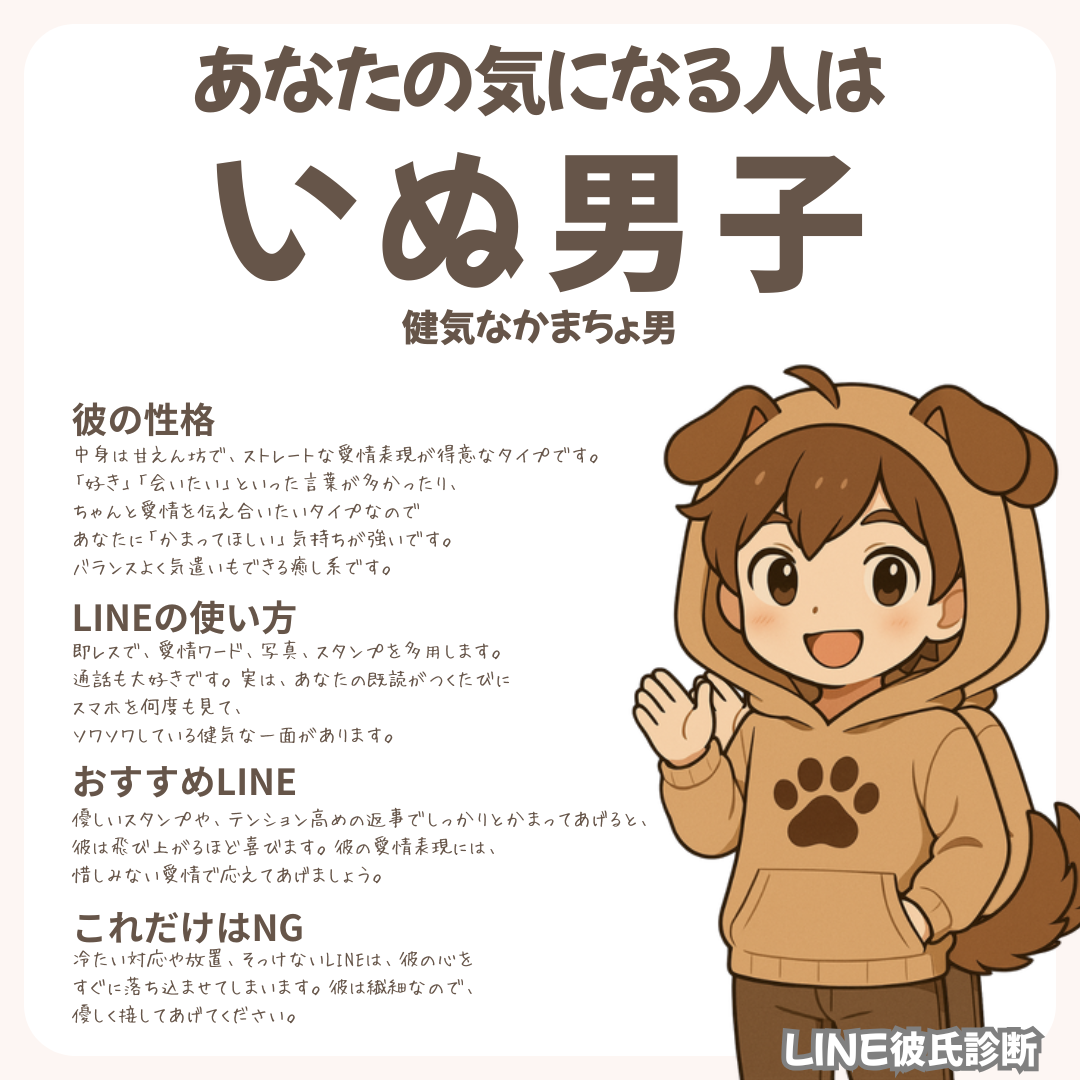 あなたの気になる人は
いぬ男子
健気なかまちょ男
彼の性格
中身は甘えん坊で、ストレートな愛情表現が得意なタイプです。
「好き」「会いたい」といった言葉が多かったり、
ちゃんと愛情を伝え合いたいタイプなので
あなたに「かまってほしい」気持ちが強いです。
バランスよく気遣いもできる癒し系です。
LINEの使い方
即レスで、愛情ワード、写真、スタンプを多用します。
通話も大好きです。実は、あなたの既読がつくたびに
スマホを何度も見て、
ソワソワしている健気な一面があります。
おすすめLINE
優しいスタンプや、テンション高めの返事でしっかりとかまってあげると、
彼は飛び上がるほど喜びます。彼の愛情表現には、
惜しみない愛情で応えてあげましょう。
これだけはNG
冷たい対応や放置、そっけないLINEは、彼の心を
すぐに落ち込ませてしまいます。彼は繊細なので、
優しく接してあげてください。
LINE彼氏診断